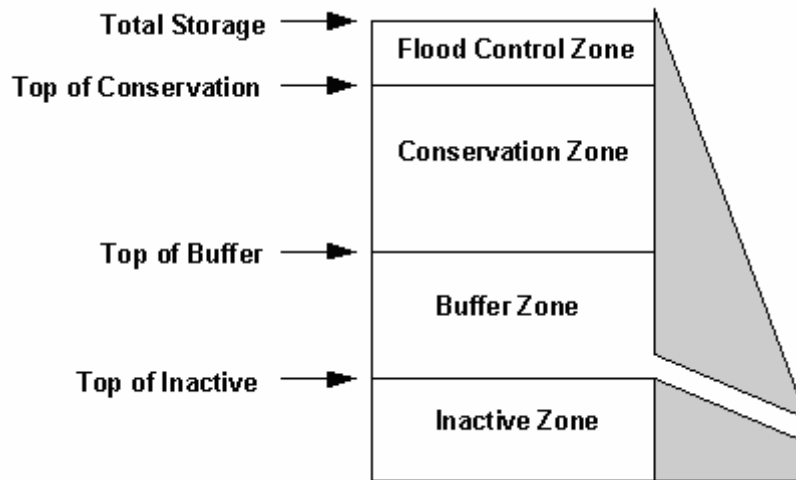 Total Storage
Flood Control Zone
Top of Conservation
Conservation Zone
Top of Buffer
Buffer Zone
Top of Inactive
Inactive Zone